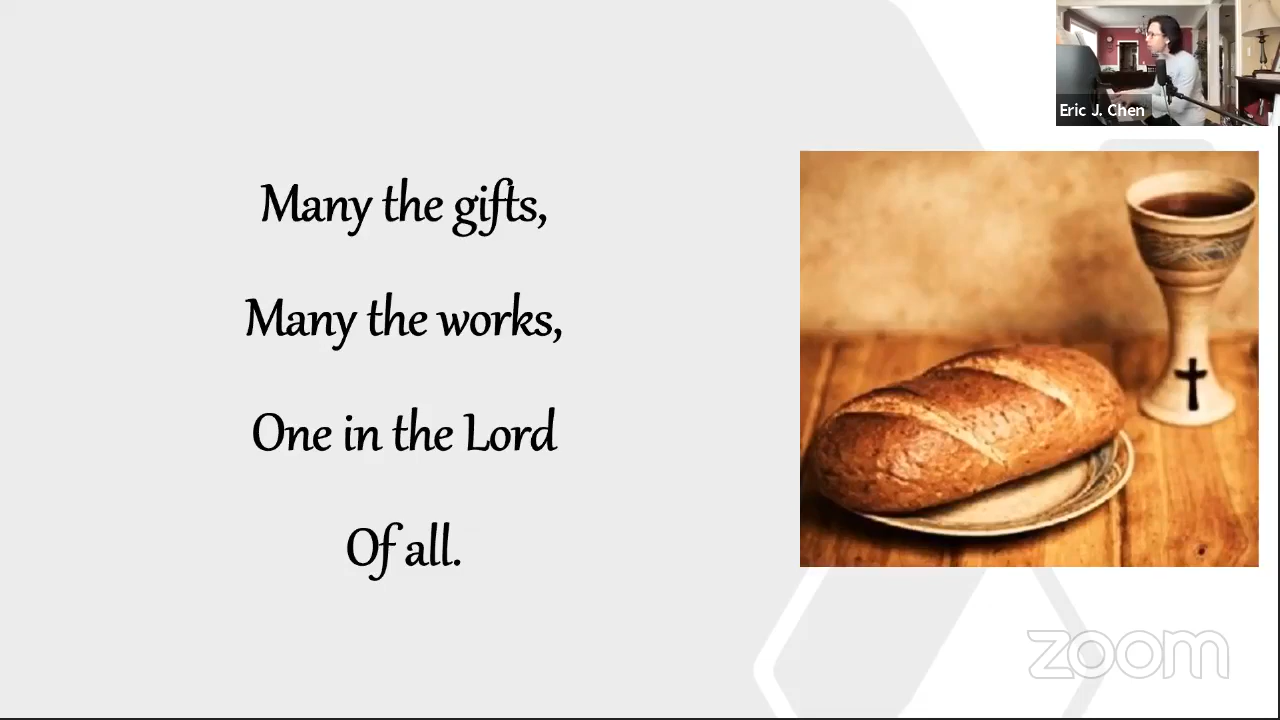 Eric J. Chen
Many the gifts,
Many the works,
One in the Lord
Of all.
zoom